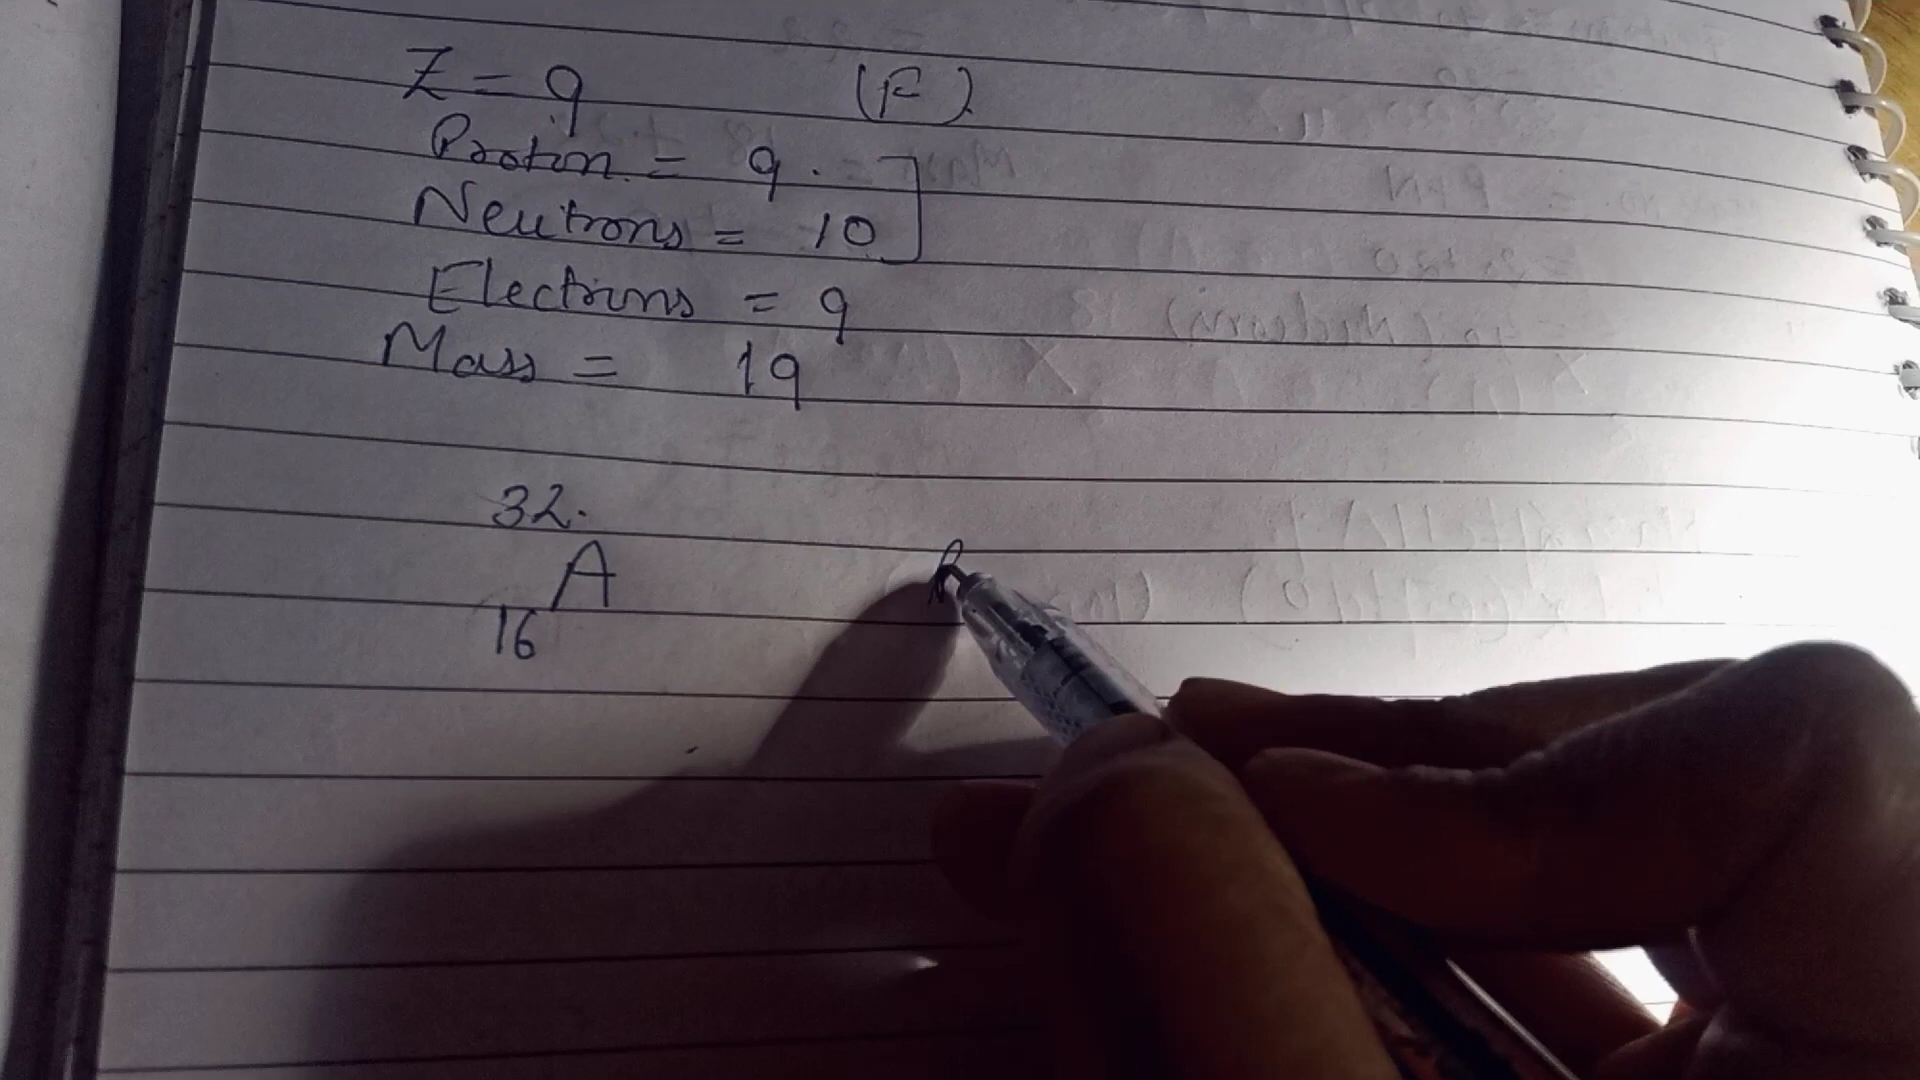 Z = 9 (F).
Proton = 9.
Neutrons = 10
Electrons = 9
Mass = 19
32.
A
16